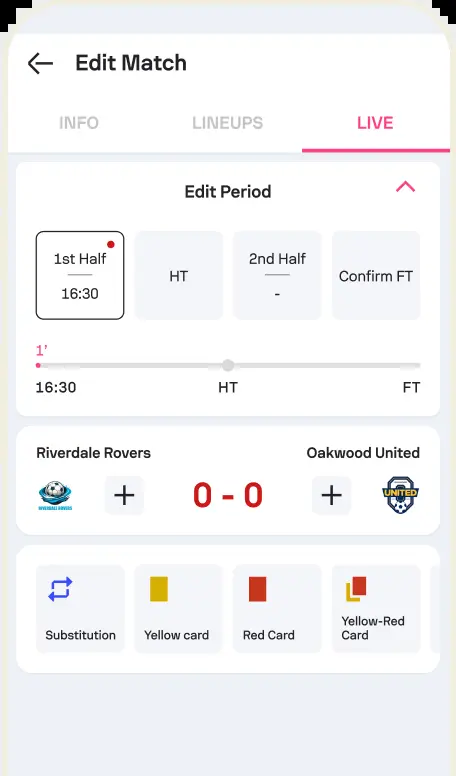 Edit Match
INFO LINEUPS LIVE
Edit Period
1st Half
16:30
HT
2nd Half
-
Confirm FT
1’
16:30 HT FT
Riverdale Rovers Oakwood United
RIVERDALE ROVERS
+ 0 - 0 +
UNITED
Substitution
Yellow card
Red Card
Yellow-Red
Card